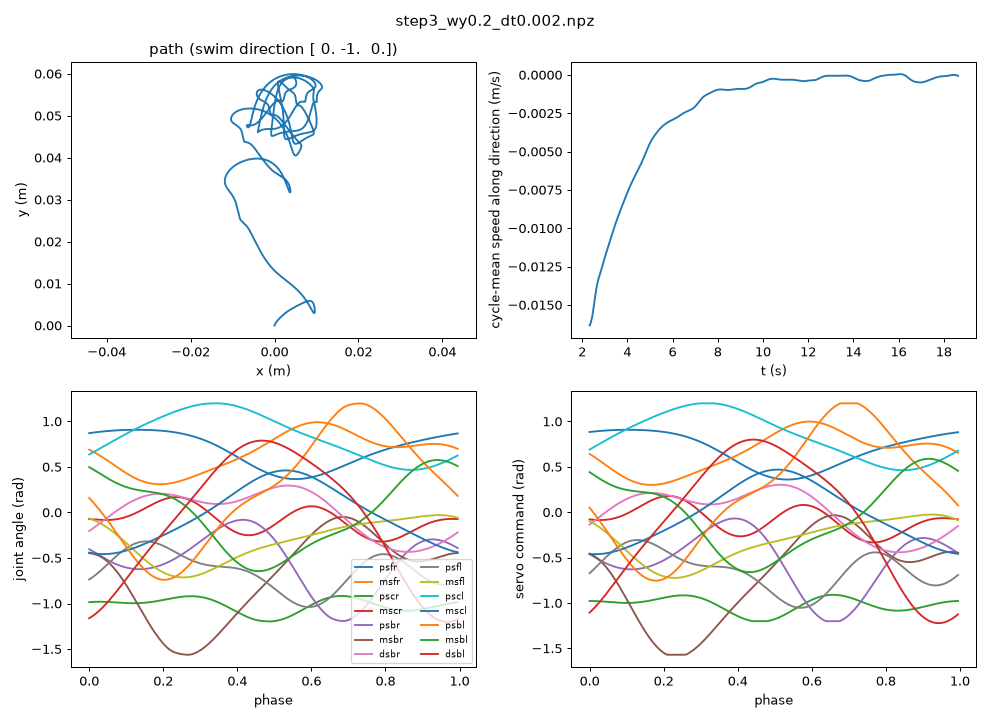 step3_wy0.2_dt0.002.npz
path (swim direction [ 0. -1.  0.])
0.06
0.05
0.04
0.03
0.02
0.01
0.00
y (m)
−0.04
−0.02
0.00
0.02
0.04
x (m)
0.0000
−0.0025
−0.0050
−0.0075
−0.0100
−0.0125
−0.0150
cycle-mean speed along direction (m/s)
2
4
6
8
10
12
14
16
18
t (s)
1.0
0.5
0.0
−0.5
−1.0
−1.5
joint angle (rad)
0.0
0.2
0.4
0.6
0.8
1.0
phase
psfr
msfr
pscr
mscr
psbr
msbr
dsbr
psfl
msfl
pscl
mscl
psbl
msbl
dsbl
1.0
0.5
0.0
−0.5
−1.0
−1.5
servo command (rad)
0.0
0.2
0.4
0.6
0.8
1.0
phase